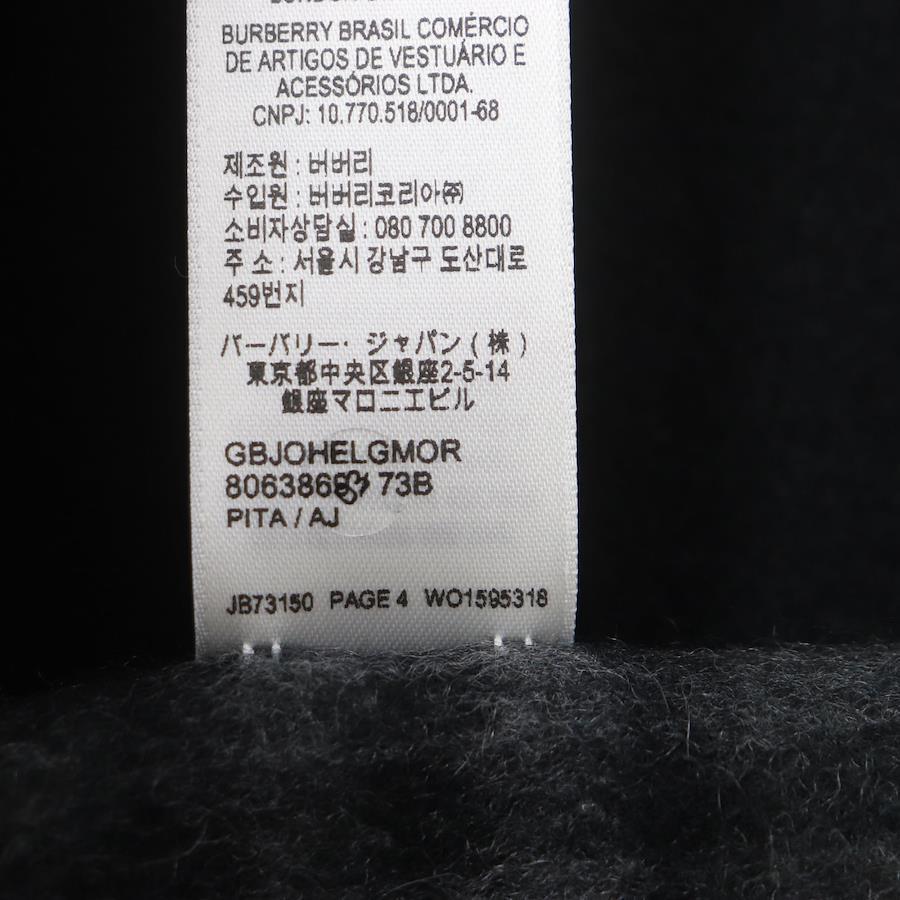 BURBERRY BRASIL COMÉRCIO
DE ARTIGOS DE VESTUÁRIO E
ACESSÓRIOS LTDA.
CNPJ: 10.770.518/0001-68
제조원 : 버버리
수입원 : 버버리코리아㈜
소비자상담실 : 080 700 8800
주 소 : 서울시 강남구 도산대로
459번지
バーバリー・ジャパン ( 株 )
東京都中央区銀座2-5-14
銀座マロニエビル
GBJOHELGMOR
73B
PITA / AJ
JB73150 PAGE 4 WO1595318